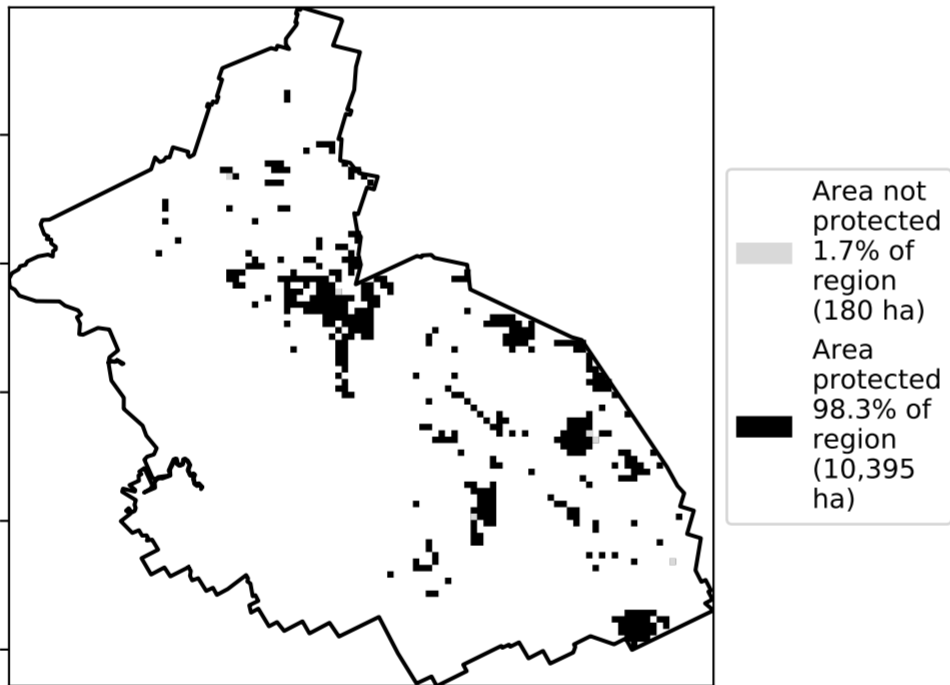 Area not
protected
1.7% of
region
(180 ha)
Area
protected
98.3% of
region
(10,395
ha)